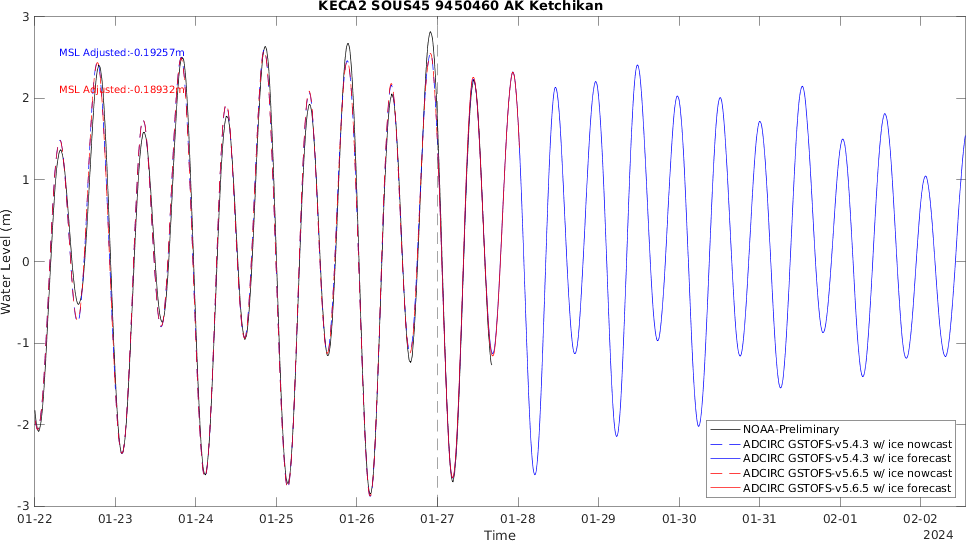 KECA2 SOUS45 9450460 AK Ketchikan
3
MSL Adjusted:-0.19257m
MSL Adjusted:-0.18932m
2
1
0
-1
-2
-3
Water Level (m)
NOAA-Preliminary
ADCIRC GSTOFS-v5.4.3 w/ ice nowcast
ADCIRC GSTOFS-v5.4.3 w/ ice forecast
ADCIRC GSTOFS-v5.6.5 w/ ice nowcast
ADCIRC GSTOFS-v5.6.5 w/ ice forecast
01-22 01-23 01-24 01-25 01-26 01-27 01-28 01-29 01-30 01-31 02-01 02-02
Time
2024